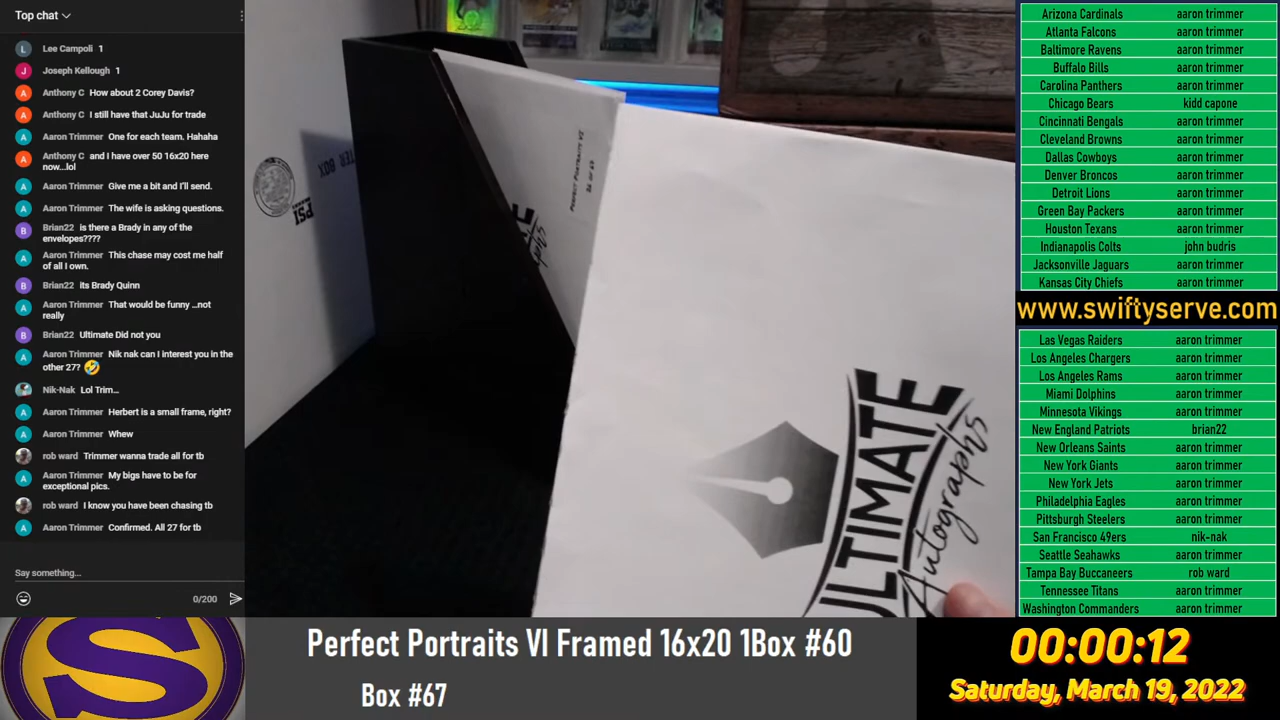 Top chat
Lee Campoli 1
Joseph Kellough 1
Anthony C How about 2 Corey Davis?
Anthony C I still have that JuJu for trade
Aaron Trimmer One for each team. Hahaha
Anthony C and I have over 50 16x20 here
now...lol
Aaron Trimmer Give me a bit and I'll send.
Aaron Trimmer The wife is asking questions.
Brian22 is there a Brady in any of the
envelopes????
Aaron Trimmer This chase may cost me half
of all I own.
Brian22 its Brady Quinn
Aaron Trimmer That would be funny ...not
really
Brian22 Ultimate Did not you
Aaron Trimmer Nik nak can I interest you in the
other 27? 🤣
Nik-Nak Lol Trim...
Aaron Trimmer Herbert is a small frame, right?
Aaron Trimmer Whew
rob ward Trimmer wanna trade all for tb
Aaron Trimmer My bigs have to be for
exceptional pics.
rob ward I know you have been chasing tb
Aaron Trimmer Confirmed. All 27 for tb
Say something...
0/200
PSI
TER BOX
PERFECT PORTRAITS VI
ULTIMATE
Autographs
Arizona Cardinals aaron trimmer
Atlanta Falcons aaron trimmer
Baltimore Ravens aaron trimmer
Buffalo Bills aaron trimmer
Carolina Panthers aaron trimmer
Chicago Bears kidd capone
Cincinnati Bengals aaron trimmer
Cleveland Browns aaron trimmer
Dallas Cowboys aaron trimmer
Denver Broncos aaron trimmer
Detroit Lions aaron trimmer
Green Bay Packers aaron trimmer
Houston Texans aaron trimmer
Indianapolis Colts john budris
Jacksonville Jaguars aaron trimmer
Kansas City Chiefs aaron trimmer
www.swiftyserve.com
Las Vegas Raiders aaron trimmer
Los Angeles Chargers aaron trimmer
Los Angeles Rams aaron trimmer
Miami Dolphins aaron trimmer
Minnesota Vikings aaron trimmer
New England Patriots brian22
New Orleans Saints aaron trimmer
New York Giants aaron trimmer
New York Jets aaron trimmer
Philadelphia Eagles aaron trimmer
Pittsburgh Steelers aaron trimmer
San Francisco 49ers nik-nak
Seattle Seahawks aaron trimmer
Tampa Bay Buccaneers rob ward
Tennessee Titans aaron trimmer
Washington Commanders aaron trimmer
S
Perfect Portraits VI Framed 16x20 1Box #60
Box #67
00:00:12
Saturday, March 19, 2022